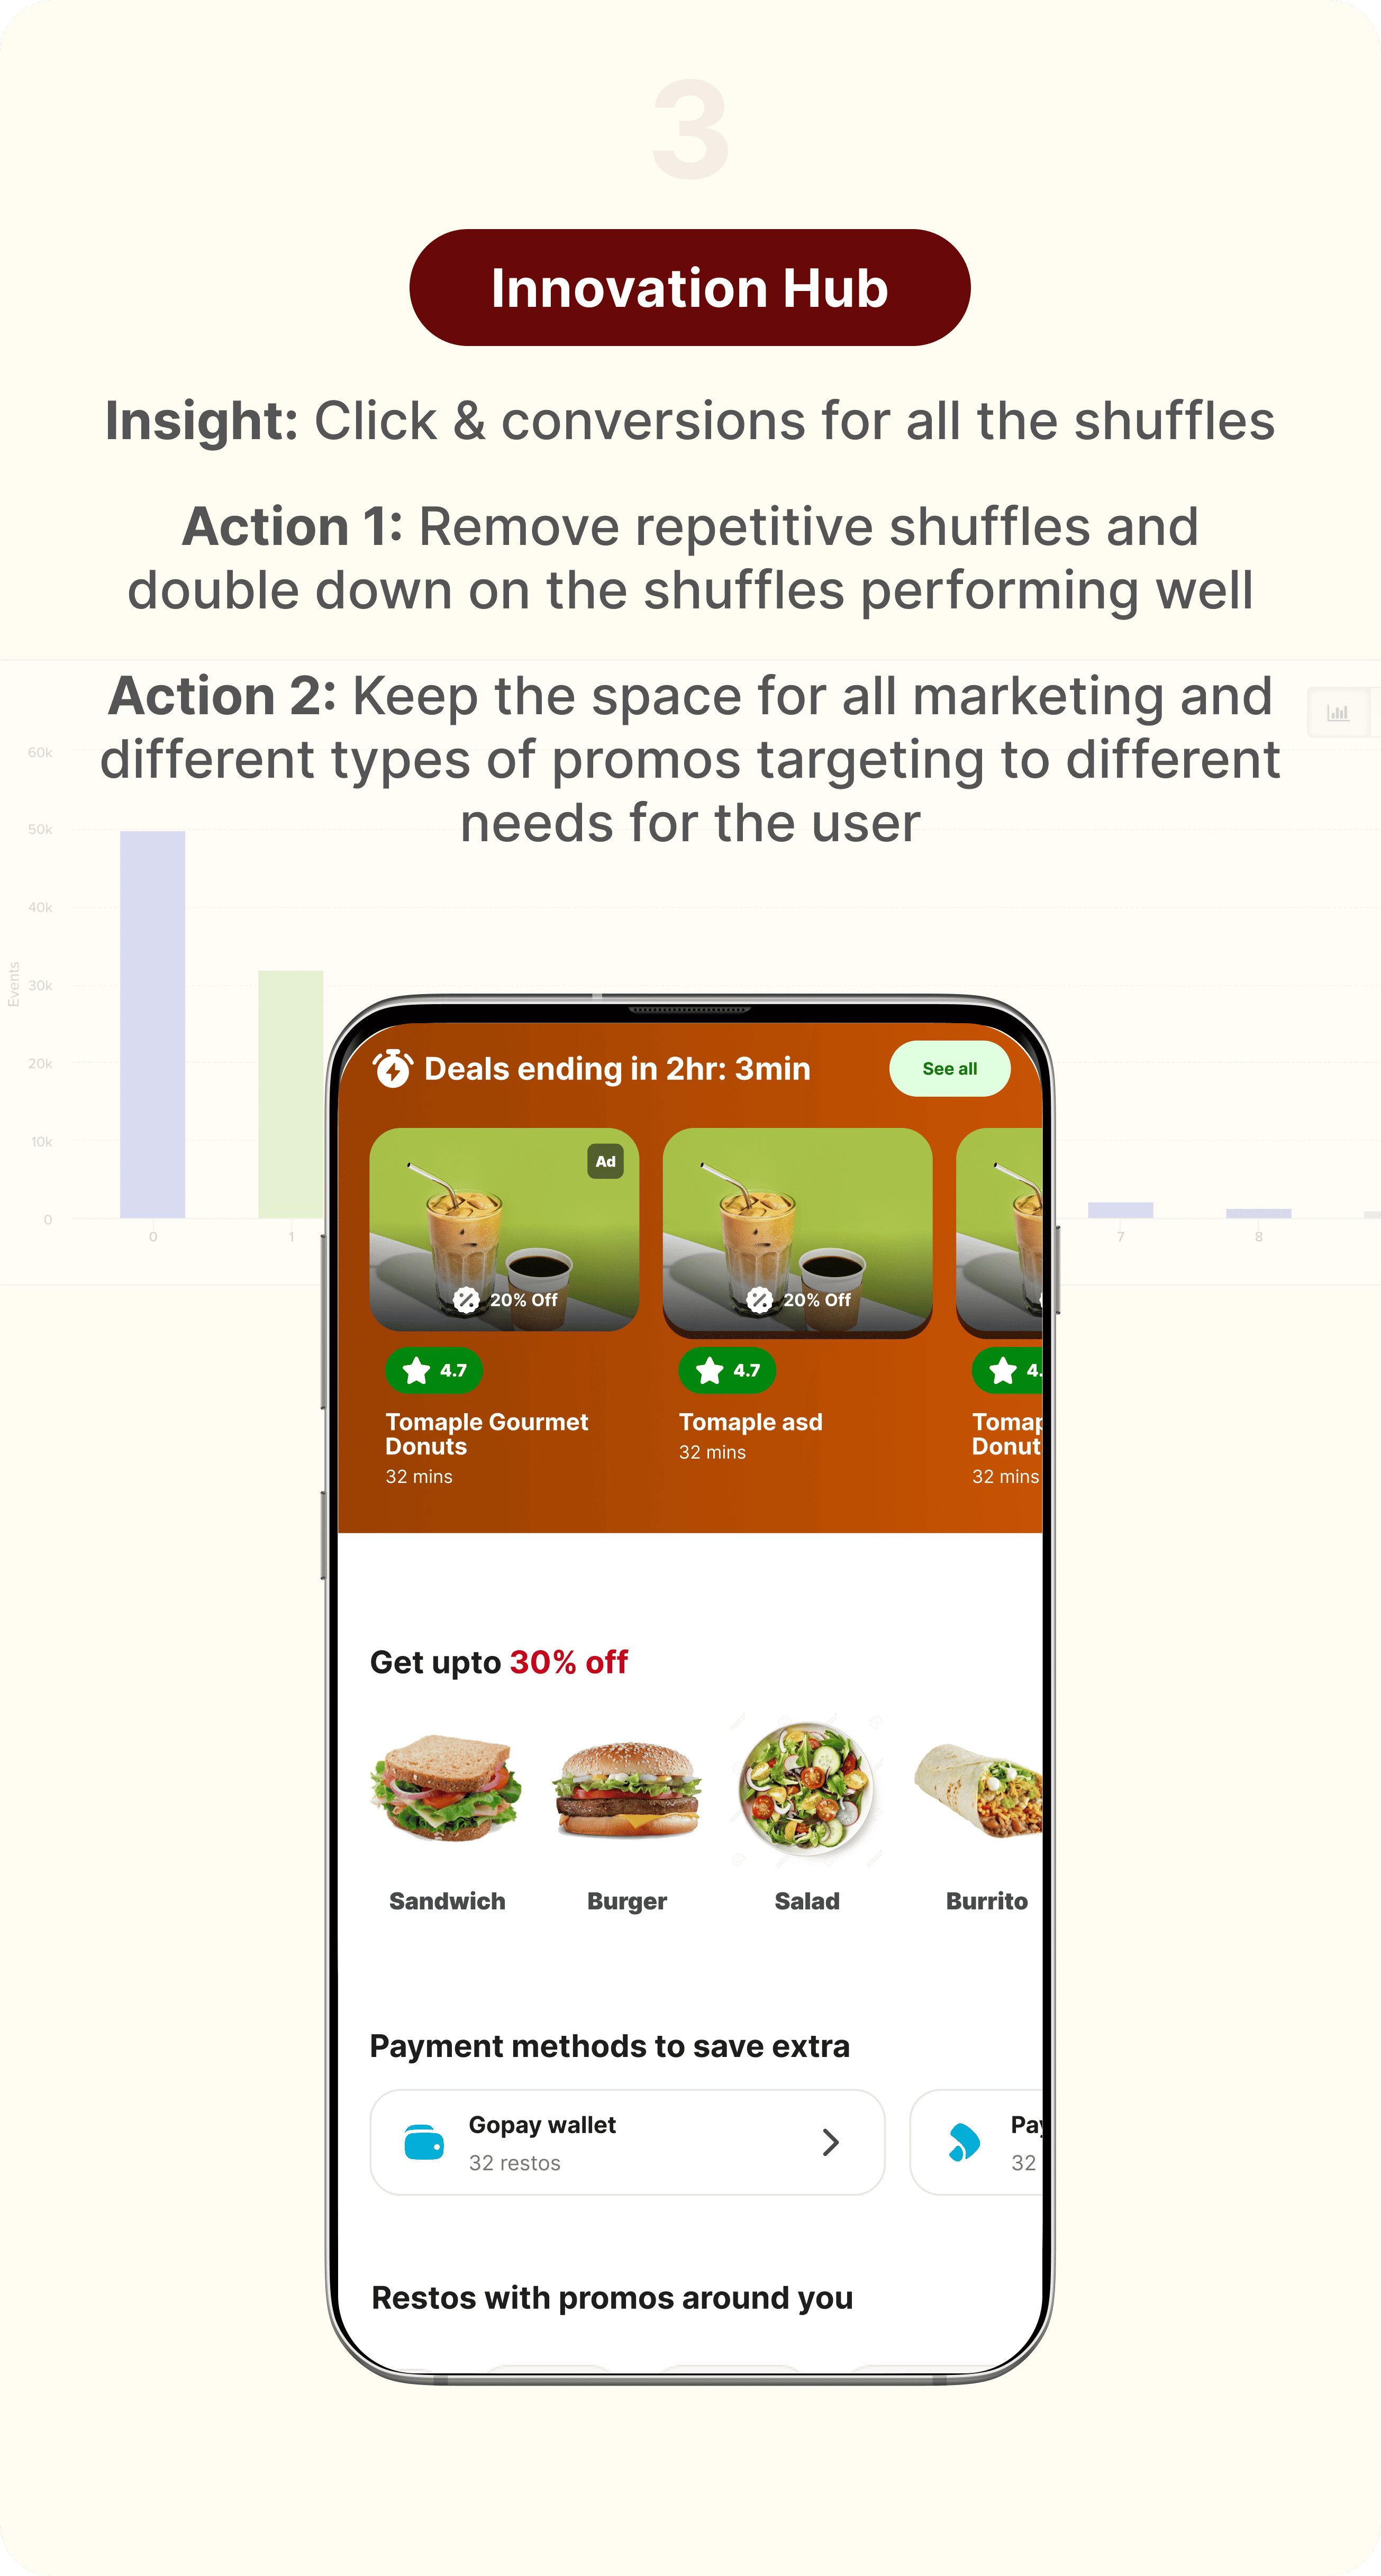 3
Innovation Hub
Insight: Click & conversions for all the shuffles
Action 1: Remove repetitive shuffles and
double down on the shuffles performing well
Action 2: Keep the space for all marketing and
different types of promos targeting to different
needs for the user
60k
50k
40k
30k
20k
10k
0
Events
0
1
7
8
Deals ending in 2hr: 3min
See all
Ad
20% Off
20% Off
4.7
4.7
4.
Tomaple Gourmet
Donuts
32 mins
Tomaple asd
32 mins
Tomap
Donut
32 mins
Get upto 30% off
Sandwich
Burger
Salad
Burrito
Payment methods to save extra
Gopay wallet
32 restos
Pay
32
Restos with promos around you